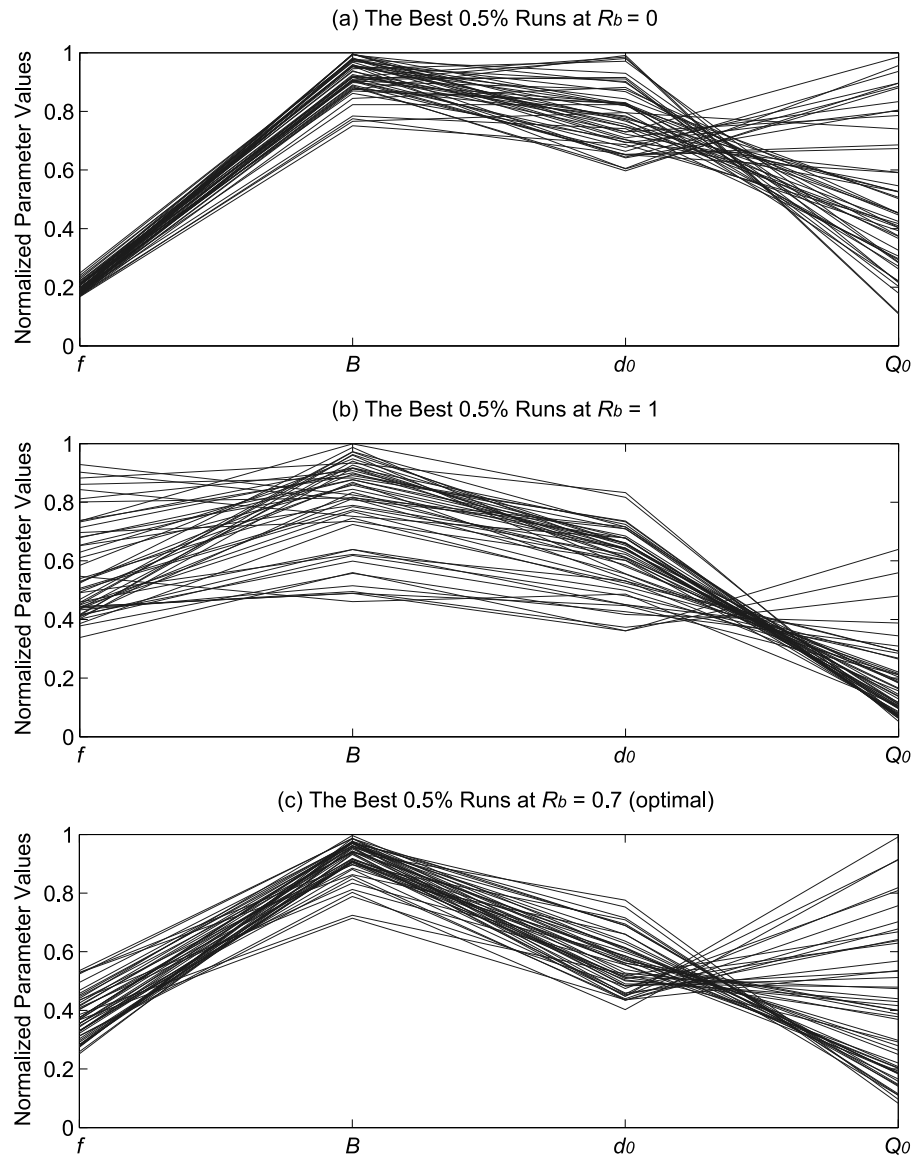 (a) The Best 0.5% Runs at Rb = 0
Normalized Parameter Values
1
0.8
0.6
0.4
0.2
0
f B d0 Q0
(b) The Best 0.5% Runs at Rb = 1
Normalized Parameter Values
1
0.8
0.6
0.4
0.2
0
f B d0 Q0
(c) The Best 0.5% Runs at Rb = 0.7 (optimal)
Normalized Parameter Values
1
0.8
0.6
0.4
0.2
0
f B d0 Q0